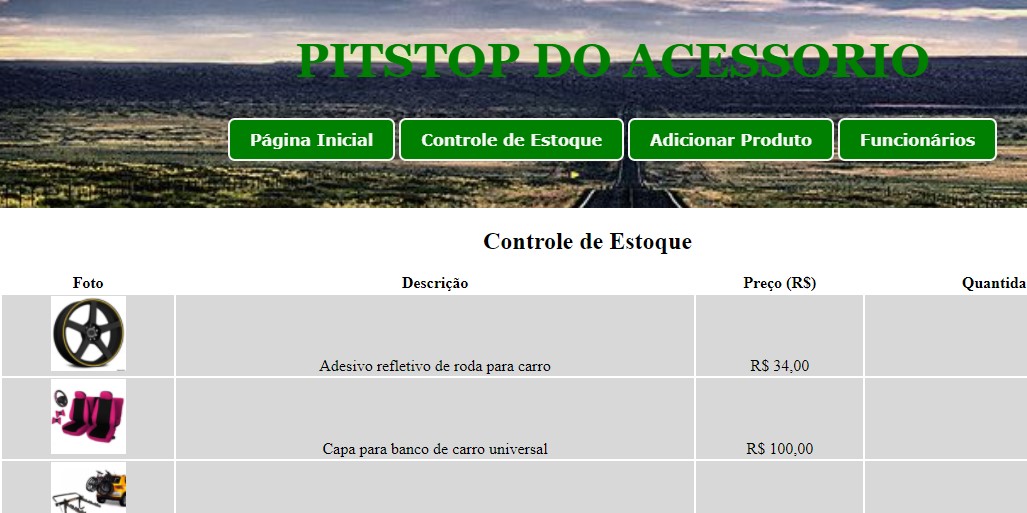 PITSTOP DO ACESSORIO
Página Inicial Controle de Estoque Adicionar Produto Funcionários
Controle de Estoque
Foto Descrição Preço (R$) Quantida
Adesivo refletivo de roda para carro R$ 34,00
Capa para banco de carro universal R$ 100,00